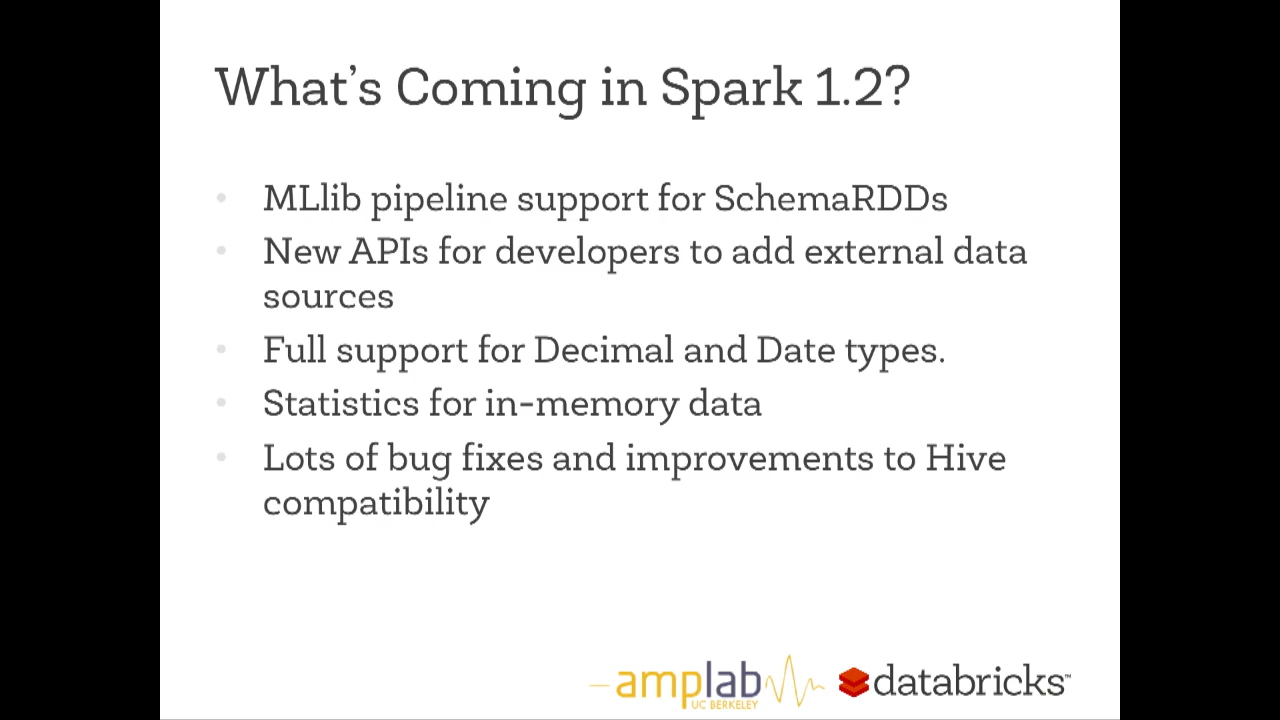 What's Coming in Spark 1.2?
• MLlib pipeline support for SchemaRDDs
• New APIs for developers to add external data
sources
• Full support for Decimal and Date types.
• Statistics for in-memory data
• Lots of bug fixes and improvements to Hive
compatibility
amplab
UC BERKELEY
databricks™